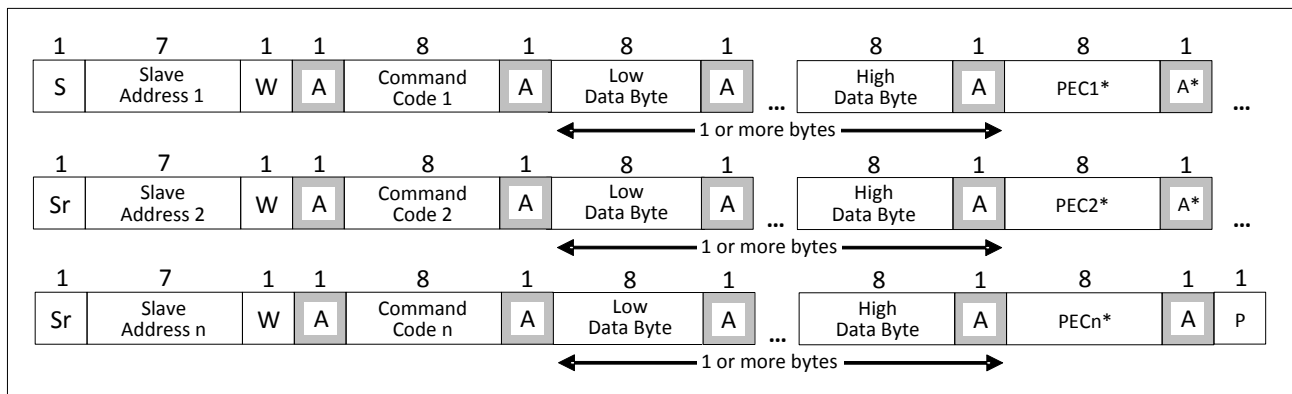 1 7 1 1 8 1 8 1 8 1 8 1
S Slave Address 1 W A Command Code 1 A Low Data Byte A ... High Data Byte A PEC1* A* ...
1 or more bytes
1 7 1 1 8 1 8 1 8 1 8 1
Sr Slave Address 2 W A Command Code 2 A Low Data Byte A ... High Data Byte A PEC2* A* ...
1 or more bytes
1 7 1 1 8 1 8 1 8 1 8 1 1
Sr Slave Address n W A Command Code n A Low Data Byte A ... High Data Byte A PECn* A P
1 or more bytes